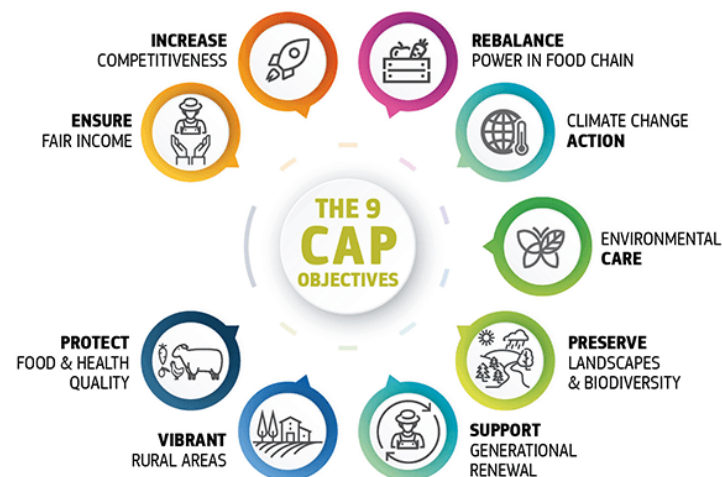 THE 9
CAP
OBJECTIVES
INCREASE
COMPETITIVENESS
REBALANCE
POWER IN FOOD CHAIN
ENSURE
FAIR INCOME
CLIMATE CHANGE
ACTION
ENVIRONMENTAL
CARE
PROTECT
FOOD & HEALTH
QUALITY
PRESERVE
LANDSCAPES
& BIODIVERSITY
VIBRANT
RURAL AREAS
SUPPORT
GENERATIONAL
RENEWAL